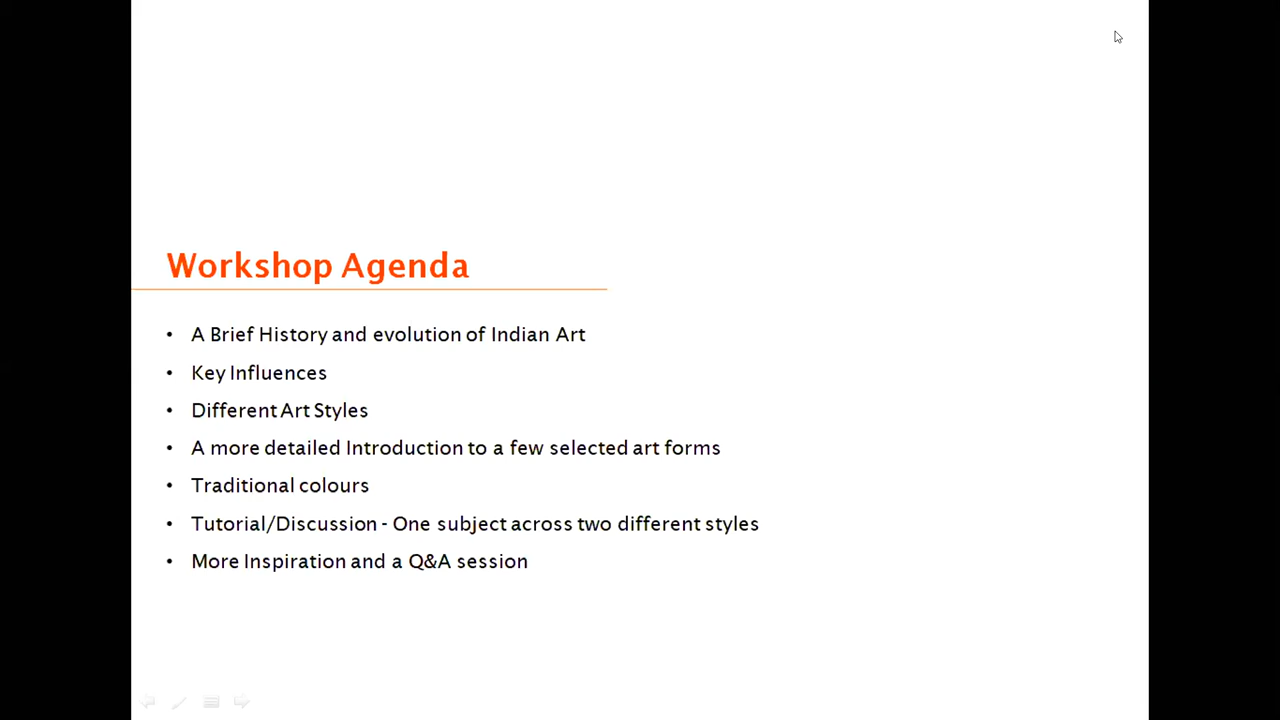 Workshop Agenda
• A Brief History and evolution of Indian Art
• Key Influences
• Different Art Styles
• A more detailed Introduction to a few selected art forms
• Traditional colours
• Tutorial/Discussion - One subject across two different styles
• More Inspiration and a Q&A session